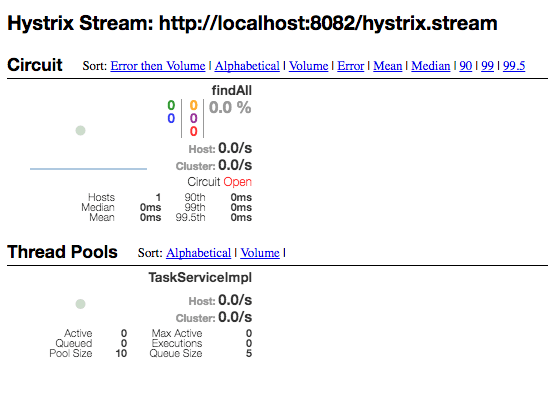 Hystrix Stream: http://localhost:8082/hystrix.stream
Circuit Sort: Error then Volume | Alphabetical | Volume | Error | Mean | Median | 90 | 99 | 99.5
findAll
0 | 0 0.0 %
0 | 0
0
Host: 0.0/s
Cluster: 0.0/s
Circuit Open
Hosts 1 90th 0ms
Median 0ms 99th 0ms
Mean 0ms 99.5th 0ms
Thread Pools Sort: Alphabetical | Volume |
TaskServiceImpl
Host: 0.0/s
Cluster: 0.0/s
Active 0 Max Active 0
Queued 0 Executions 0
Pool Size 10 Queue Size 5